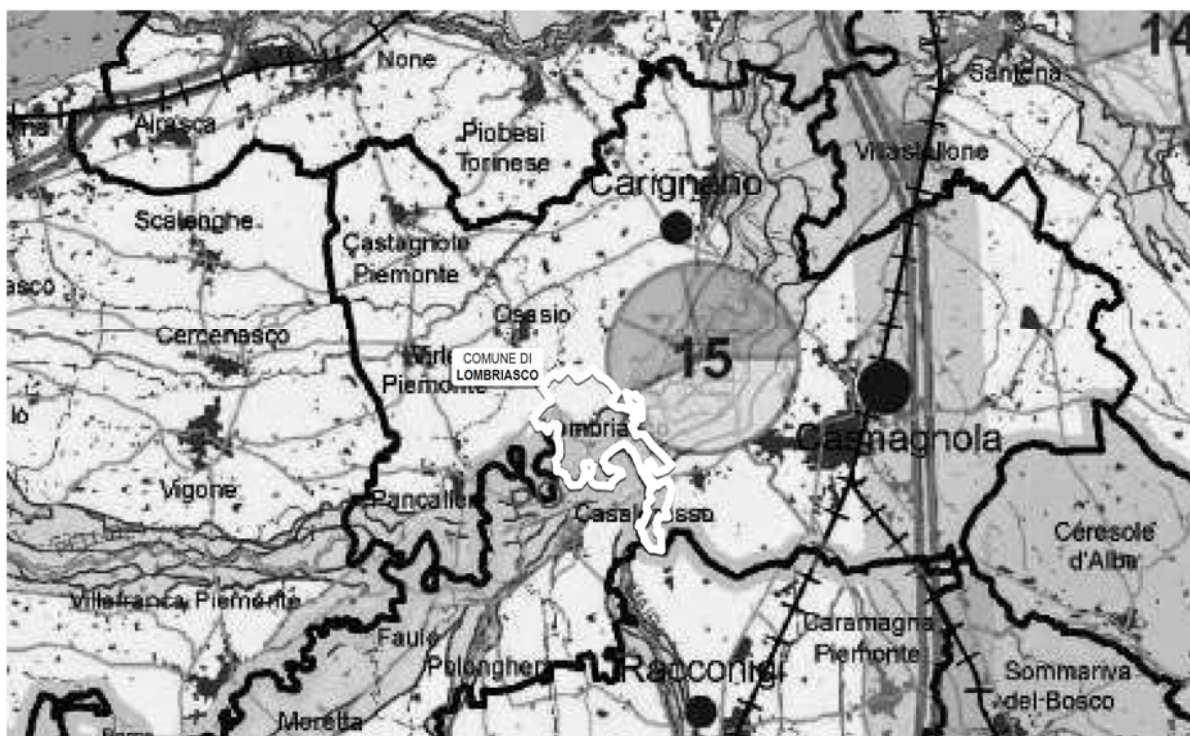 14
None
Santena
Airasca
Piobesi
Torinese
Villastellone
Carignano
Scalenghe
Castagnole
Piemonte
Osasio
Cercenasco
COMUNE DI
LOMBRIASCO
Piemonte
15
Carmagnola
Vigone
Pancalieri
Casalgrasso
Ceresole
d'Alba
Villafranca Piemonte
Faule
Polonghera
Caramagna
Piemonte
Racconigi
Sommariva
del Bosco
Moretta